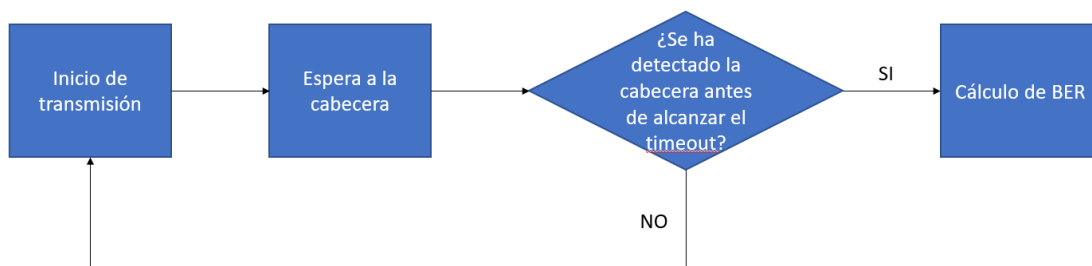 Inicio de
transmisión
Espera a la
cabecera
¿Se ha
detectado la
cabecera antes
de alcanzar el
timeout?
SI
Cálculo de BER
NO